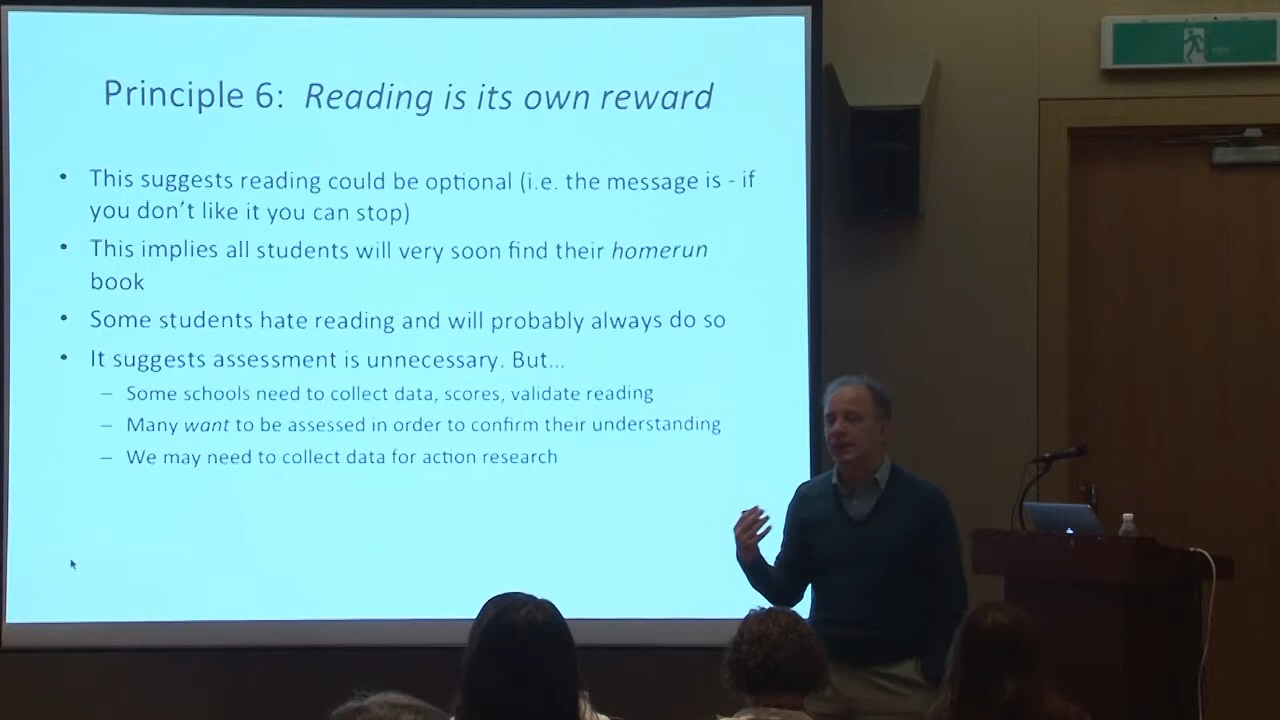 Principle 6: Reading is its own reward
• This suggests reading could be optional (i.e. the message is - if
you don't like it you can stop)
• This implies all students will very soon find their homerun
book
• Some students hate reading and will probably always do so
• It suggests assessment is unnecessary. But...
– Some schools need to collect data, scores, validate reading
– Many want to be assessed in order to confirm their understanding
– We may need to collect data for action research